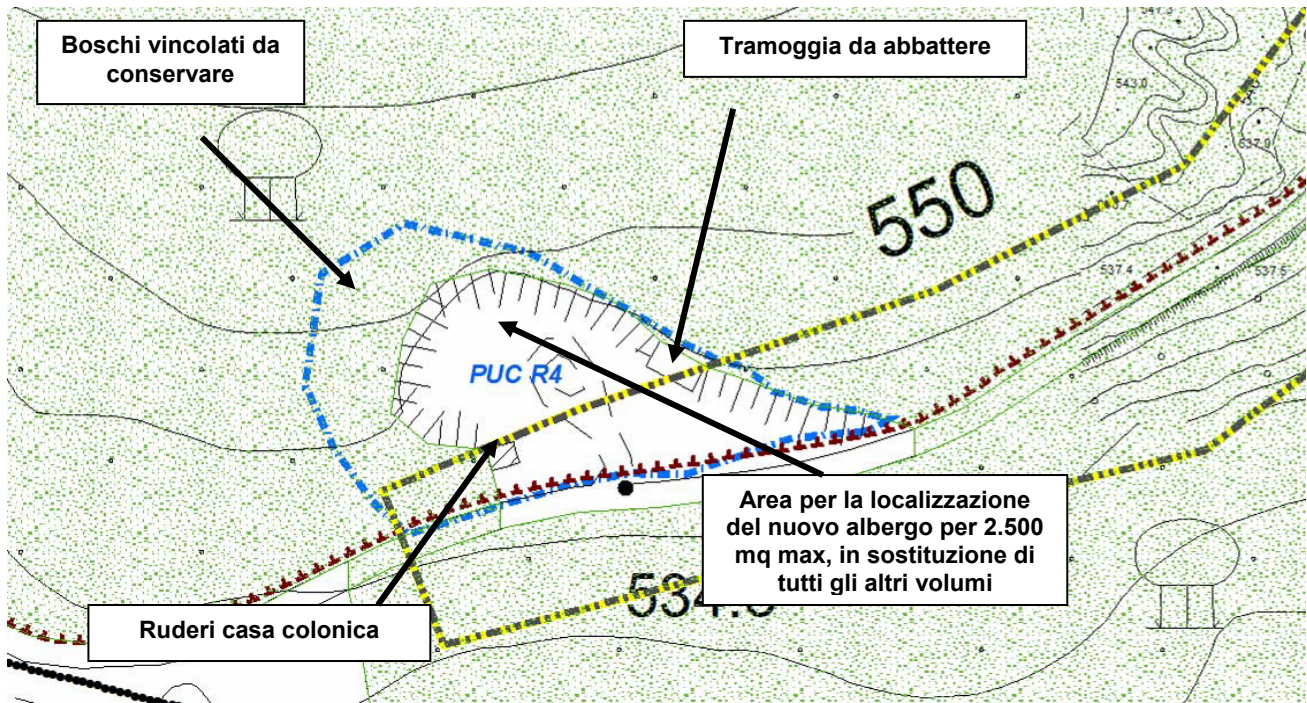 Boschi vincolati da
conservare
Tramoggia da abbattere
547.3
543.0
537.9
550
537.4
537.5
PUC R4
Area per la localizzazione
del nuovo albergo per 2.500
mq max, in sostituzione di
tutti gli altri volumi
Ruderi casa colonica